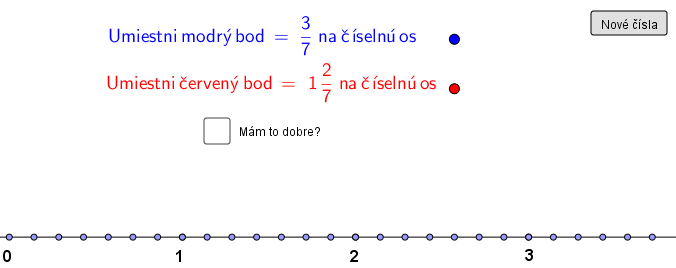 Umiestni modrý bod = 3/7 na číselnú os
Nové čísla
Umiestni červený bod = 1 2/7 na číselnú os
Mám to dobre?
0 1 2 3